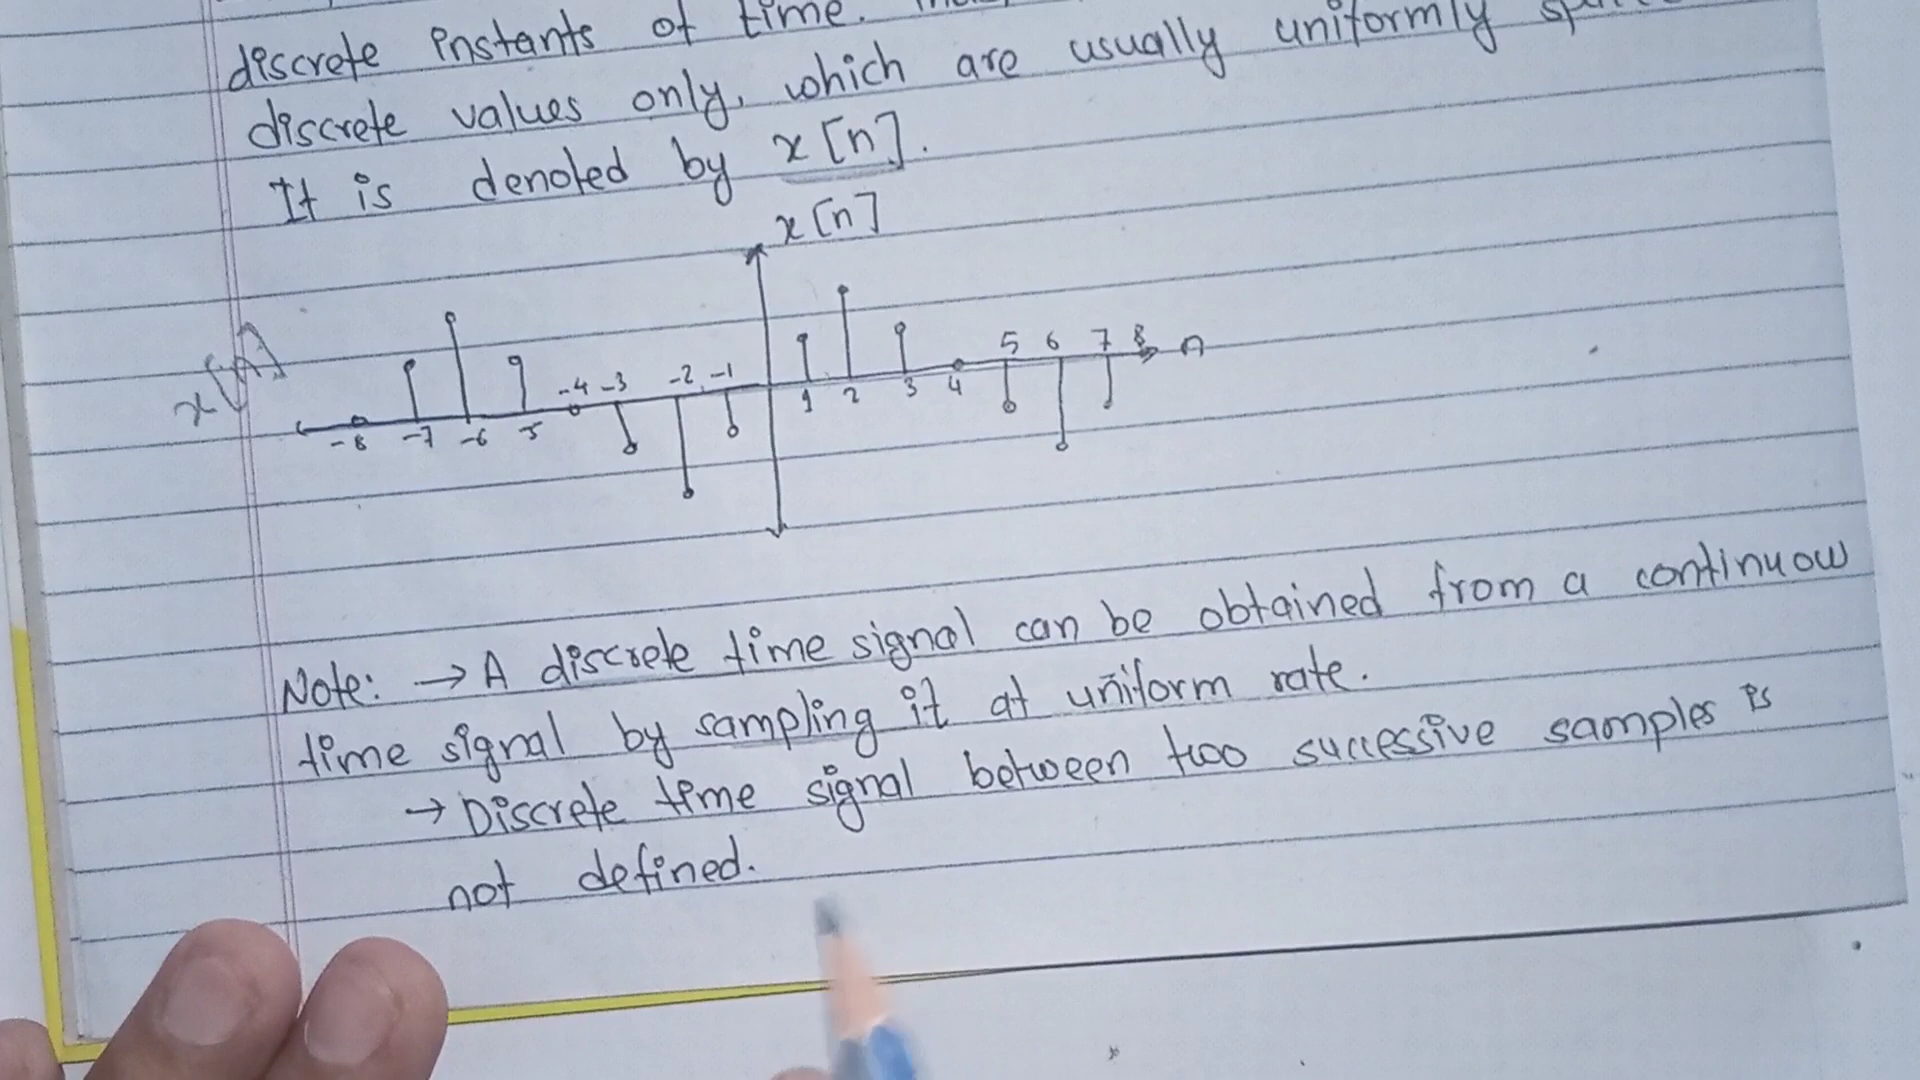 discrete instants of time.
discrete values only, which are usually uniformly
It is denoted by x [n].
x [n]
x(t)
-8 -7 -6 -5 -4 -3 -2 -1 1 2 3 4 5 6 7 8 n
Note: → A discrete time signal can be obtained from a continuous
time signal by sampling it at uniform rate.
→ Discrete time signal between two successive samples is
not defined.